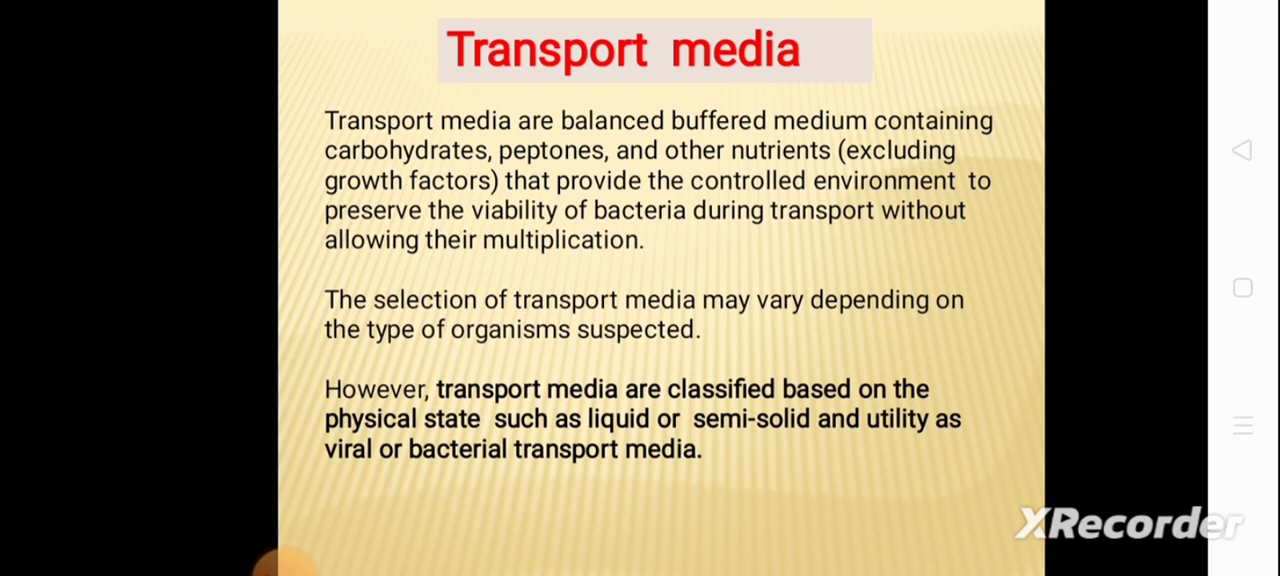 Transport media
Transport media are balanced buffered medium containing
carbohydrates, peptones, and other nutrients (excluding
growth factors) that provide the controlled environment to
preserve the viability of bacteria during transport without
allowing their multiplication.
The selection of transport media may vary depending on
the type of organisms suspected.
However, transport media are classified based on the
physical state such as liquid or semi-solid and utility as
viral or bacterial transport media.
XRecorder